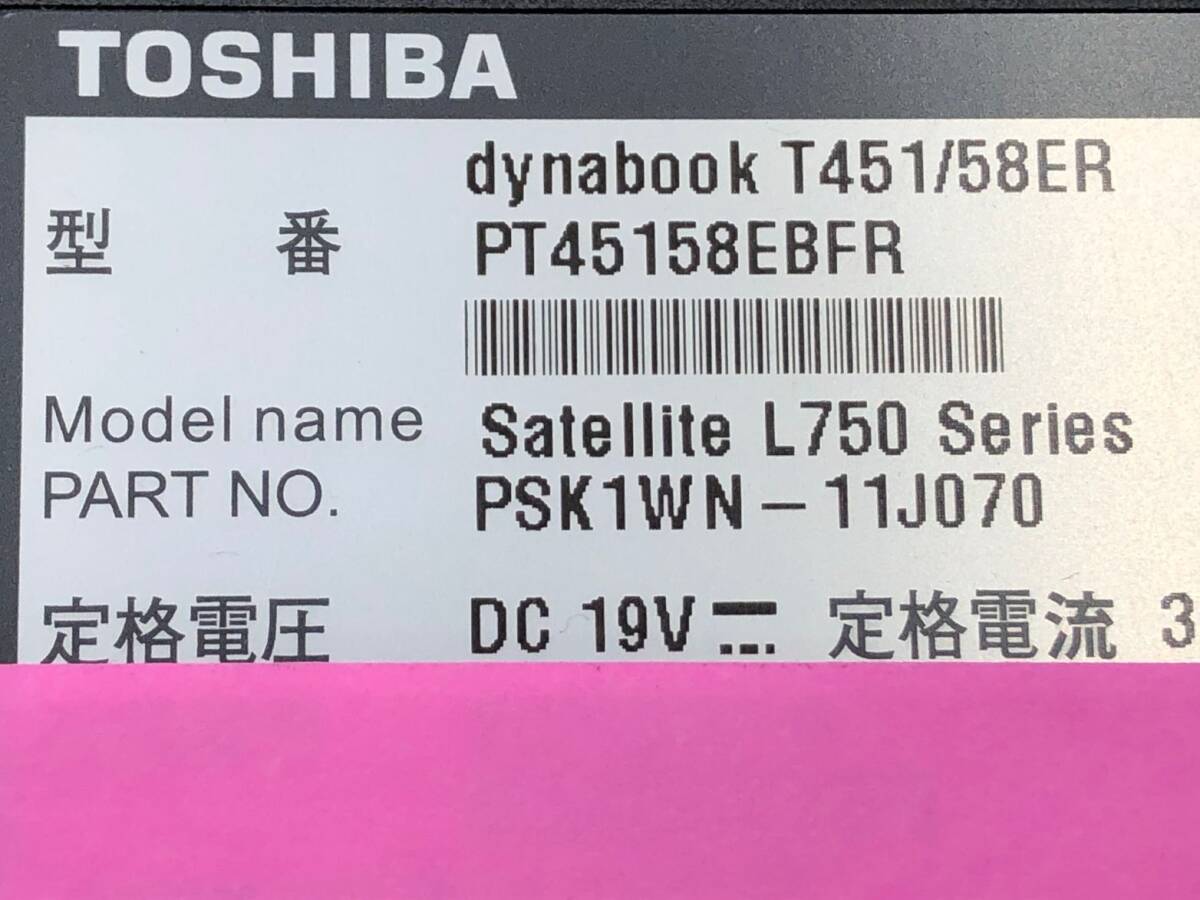 TOSHIBA
dynabook T451/58ER
型 番 PT45158EBFR
Model name Satellite L750 Series
PART NO. PSK1WN-11J070
定格電圧 DC 19V 定格電流 3